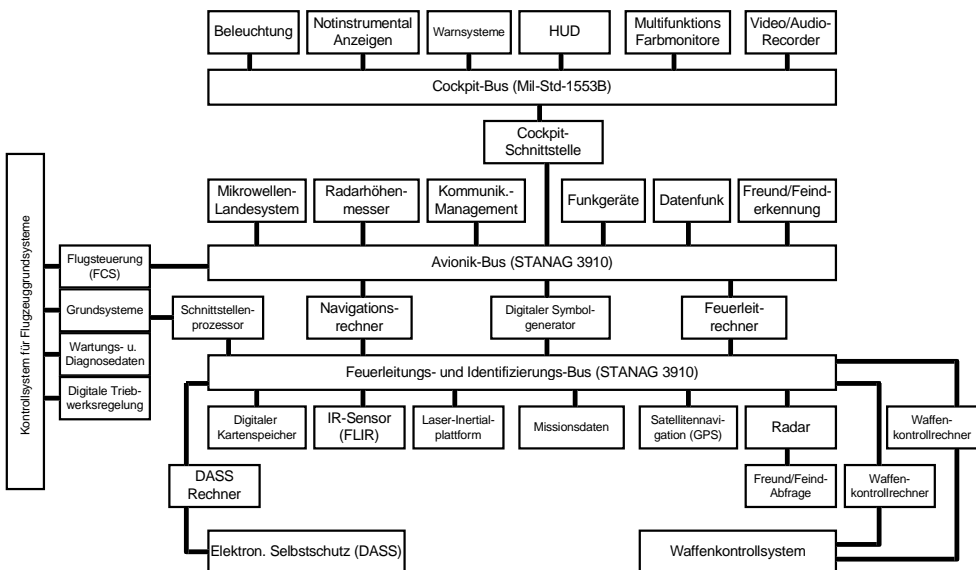 Beleuchtung
Notinstrumental
Anzeigen
Warnsysteme
HUD
Multifunktions
Farbmonitore
Video/Audio-
Recorder
Cockpit-Bus (Mil-Std-1553B)
Cockpit-
Schnittstelle
Kontrollsystem für Flugzeuggrundsysteme
Mikrowellen-
Landesystem
Radarhöhen-
messer
Kommunik.-
Management
Funkgeräte
Datenfunk
Freund/Feind-
erkennung
Flugsteuerung
(FCS)
Avionik-Bus (STANAG 3910)
Grundsysteme
Schnittstellen-
prozessor
Navigations-
rechner
Digitaler Symbol-
generator
Feuerleit-
rechner
Wartungs- u.
Diagnosedaten
Feuerleitungs- und Identifizierungs-Bus (STANAG 3910)
Digitale Trieb-
werksregelung
Digitaler
Kartenspeicher
IR-Sensor
(FLIR)
Laser-Inertial-
plattform
Missionsdaten
Satellitennavi-
gation (GPS)
Radar
Waffen-
kontrollrechner
DASS
Rechner
Freund/Feind-
Abfrage
Waffen-
kontrollrechner
Elektron. Selbstschutz (DASS)
Waffenkontrollsystem